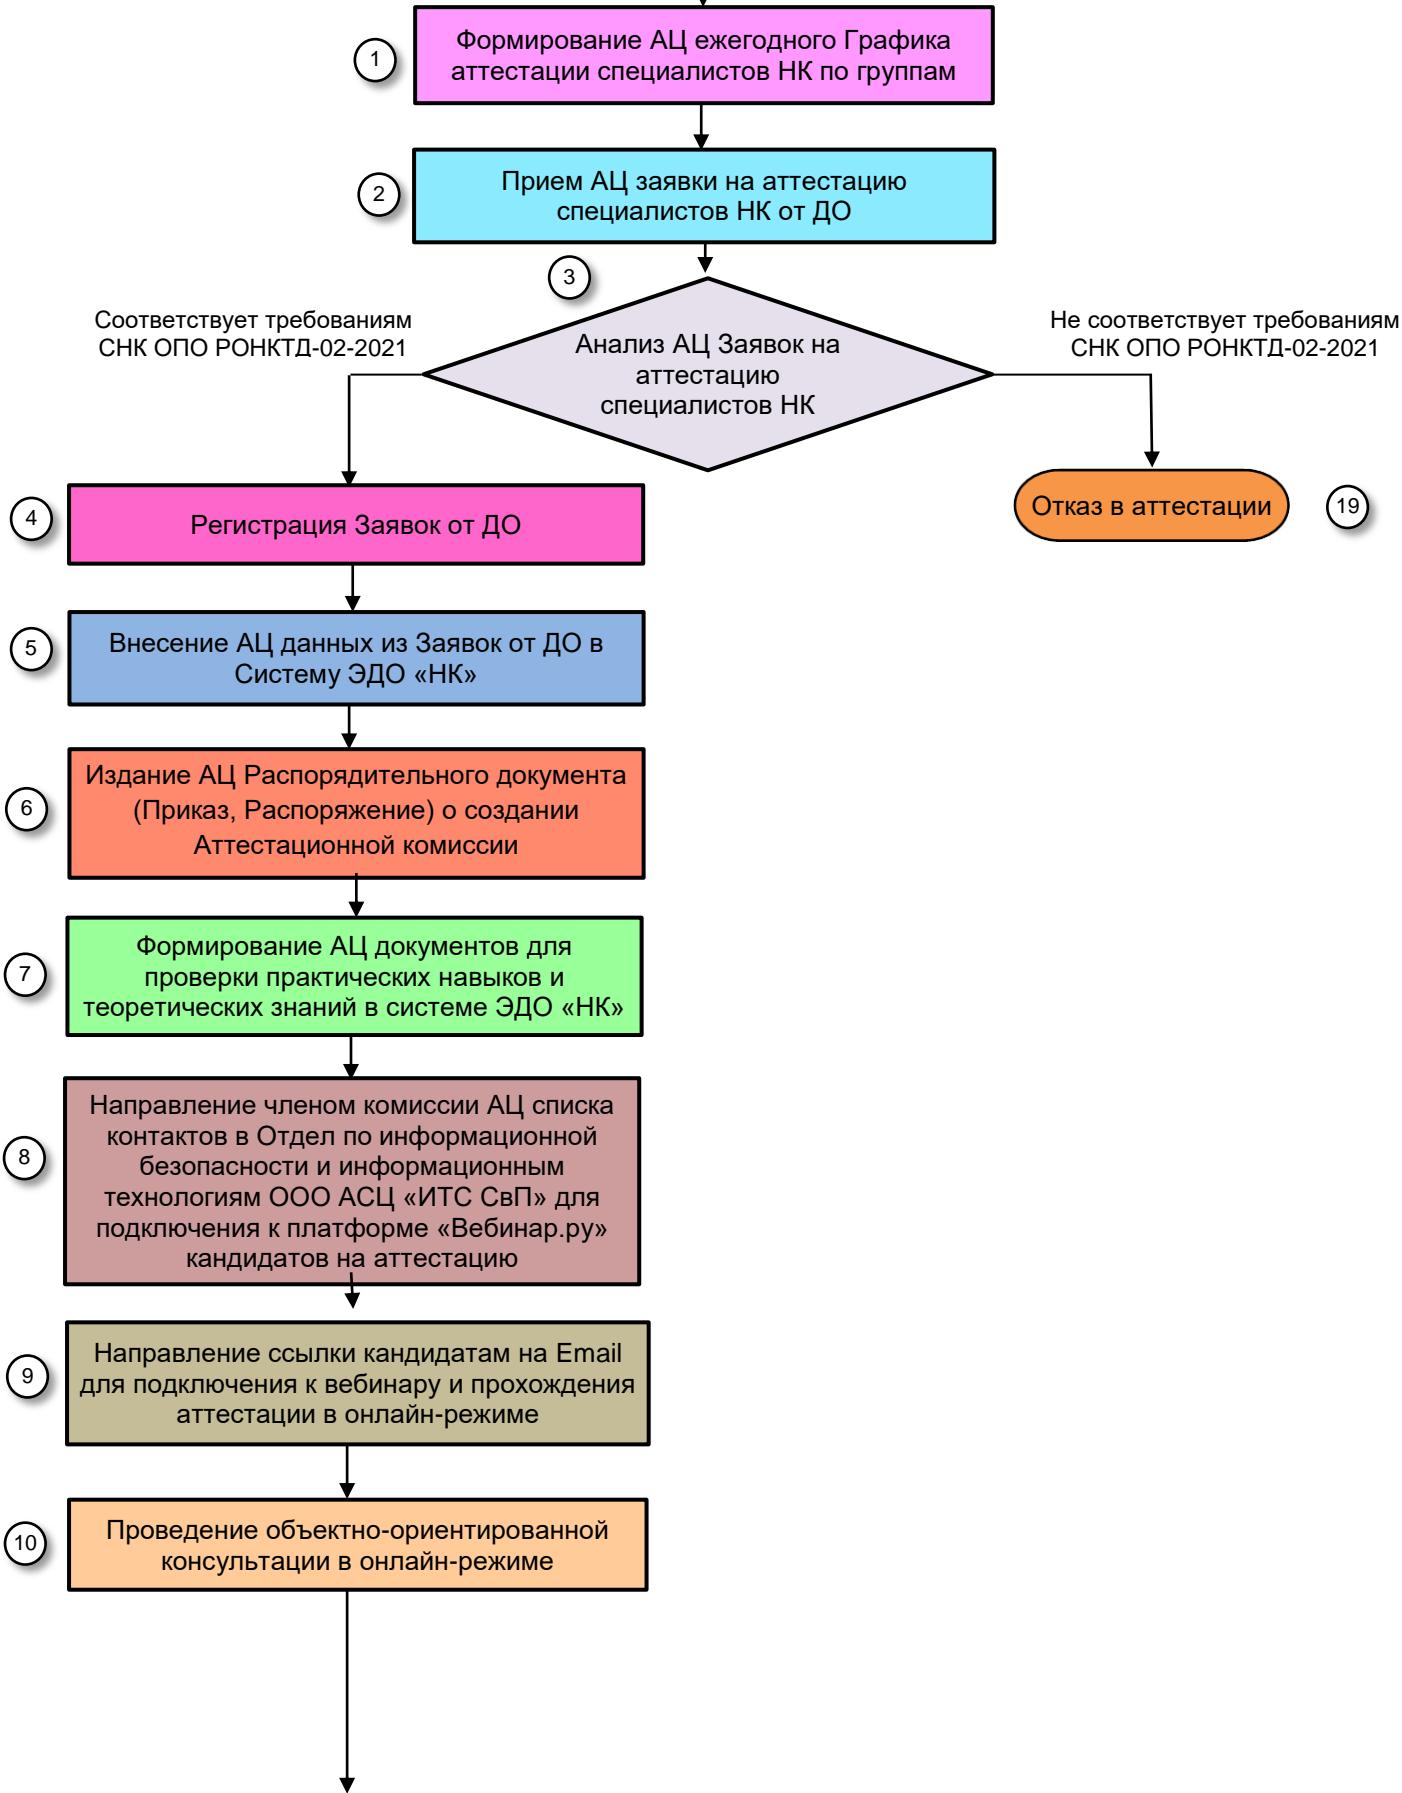 1
Формирование АЦ ежегодного Графика
аттестации специалистов НК по группам
2
Прием АЦ заявки на аттестацию
специалистов НК от ДО
3
Соответствует требованиям
СНК ОПО РОНКТД-02-2021
Анализ АЦ Заявок на
аттестацию
специалистов НК
Не соответствует требованиям
СНК ОПО РОНКТД-02-2021
4
Регистрация Заявок от ДО
Отказ в аттестации
19
5
Внесение АЦ данных из Заявок от ДО в
Систему ЭДО «НК»
6
Издание АЦ Распорядительного документа
(Приказ, Распоряжение) о создании
Аттестационной комиссии
7
Формирование АЦ документов для
проверки практических навыков и
теоретических знаний в системе ЭДО «НК»
8
Направление членом комиссии АЦ списка
контактов в Отдел по информационной
безопасности и информационным
технологиям ООО АСЦ «ИТС СвП» для
подключения к платформе «Вебинар.ру»
кандидатов на аттестацию
9
Направление ссылки кандидатам на Email
для подключения к вебинару и прохождения
аттестации в онлайн-режиме
10
Проведение объектно-ориентированной
консультации в онлайн-режиме